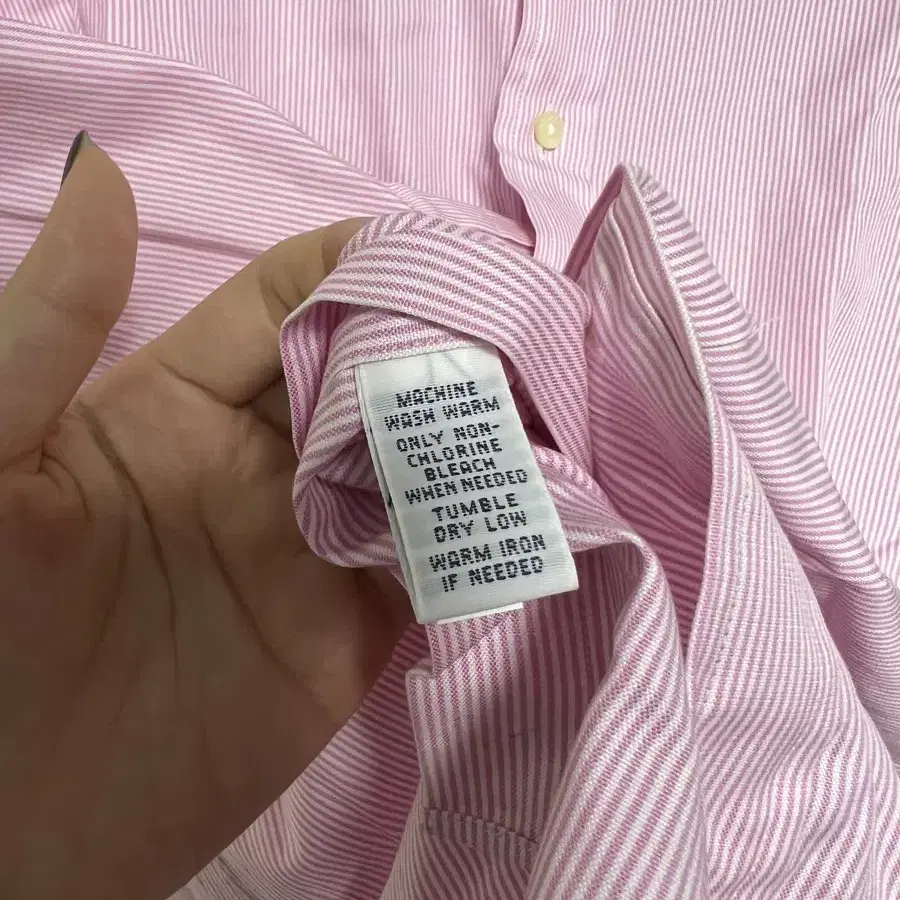 MACHINE
WASH WARM
ONLY NON-
CHLORINE
BLEACH
WHEN NEEDED
TUMBLE
DRY LOW
WARM IRON
IF NEEDED